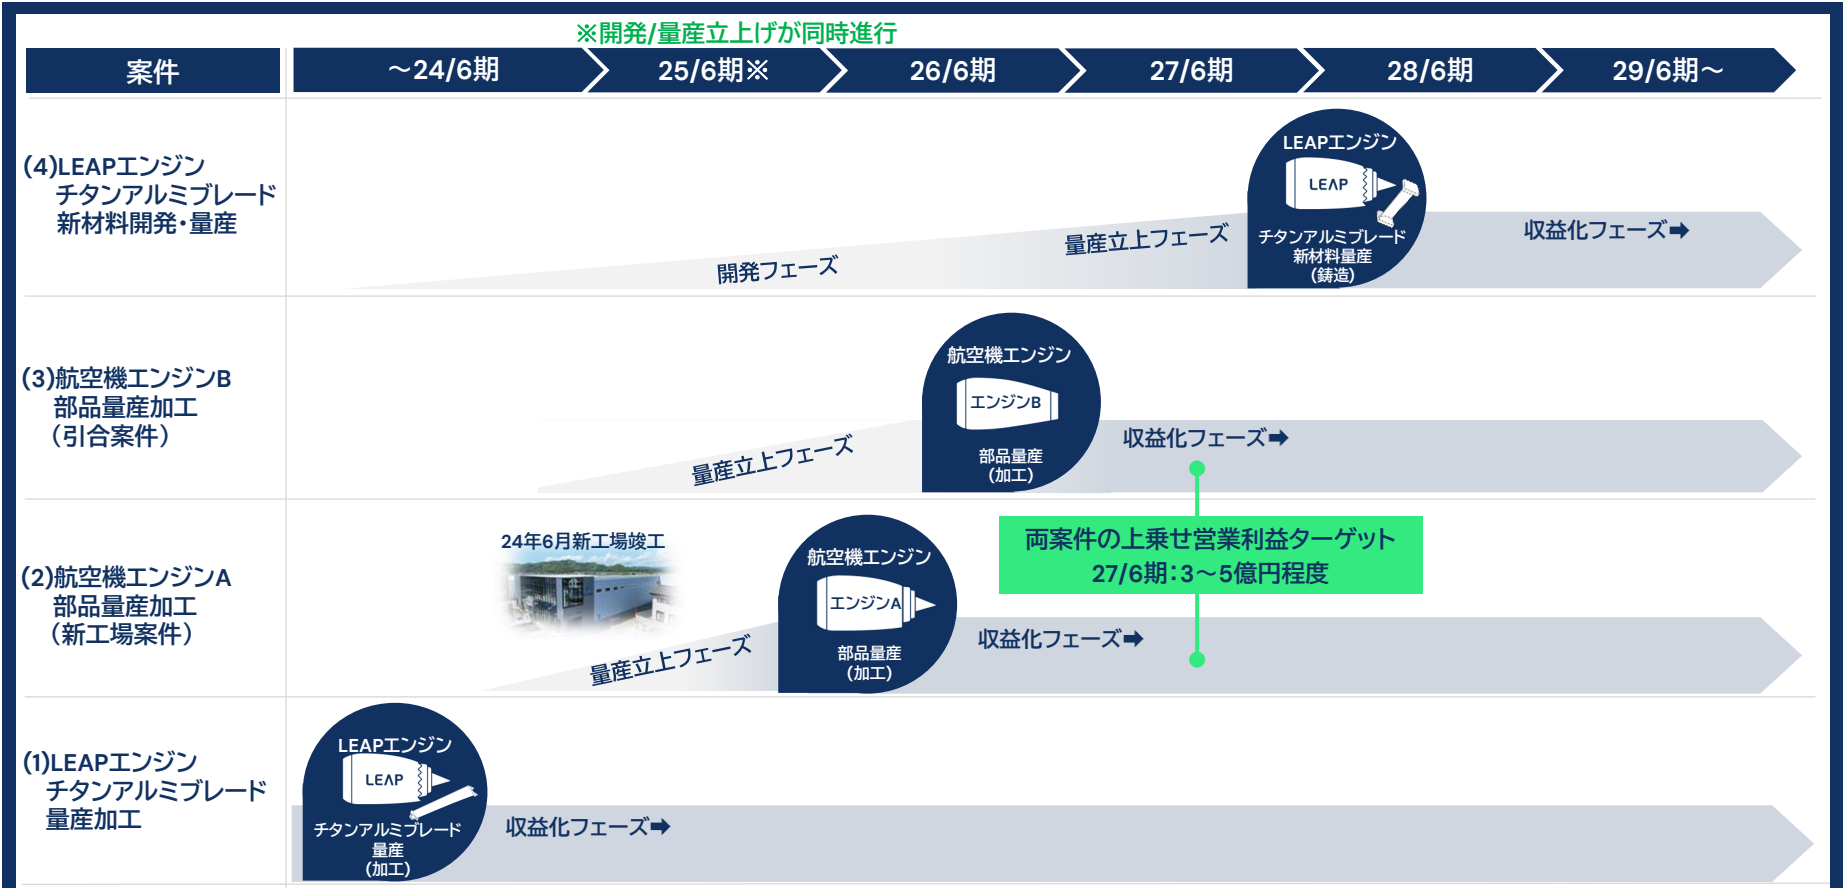 ※開発/量産立上げが同時進行
案件
～24/6期
25/6期※
26/6期
27/6期
28/6期
29/6期～
(4)LEAPエンジン
チタンアルミブレード
新材料開発・量産
開発フェーズ
量産立上フェーズ
LEAPエンジン
LEAP
チタンアルミブレード
新材料量産
(鋳造)
収益化フェーズ➡
(3)航空機エンジンB
部品量産加工
(引合案件)
量産立上フェーズ
航空機エンジン
エンジンB
部品量産
(加工)
収益化フェーズ➡
両案件の上乗せ営業利益ターゲット
27/6期：3～5億円程度
(2)航空機エンジンA
部品量産加工
(新工場案件)
24年6月新工場竣工
量産立上フェーズ
航空機エンジン
エンジンA
部品量産
(加工)
収益化フェーズ➡
(1)LEAPエンジン
チタンアルミブレード
量産加工
LEAPエンジン
LEAP
チタンアルミブレード
量産
(加工)
収益化フェーズ➡